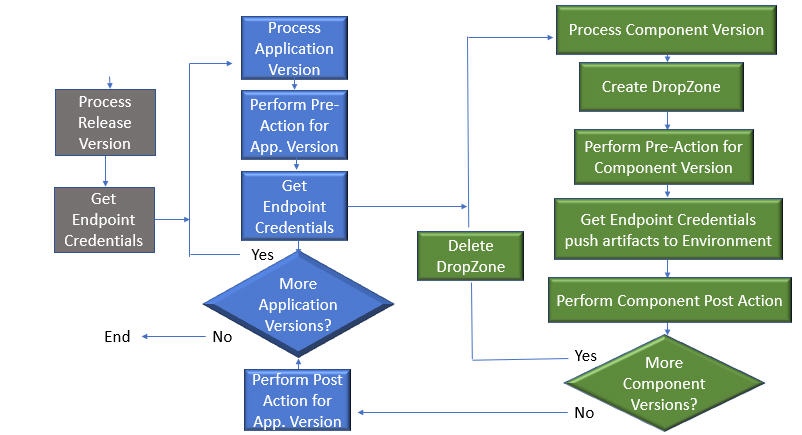 Process
Release
Version
Get
Endpoint
Credentials
Process
Application
Version
Perform Pre-
Action for
App. Version
Get
Endpoint
Credentials
Yes
More
Application
Versions?
No
End
Perform Post
Action for
App. Version
Process Component Version
Create DropZone
Perform Pre-Action for
Component Version
Get Endpoint Credentials
push artifacts to Environment
Perform Component Post Action
More
Component
Versions?
Yes
No
Delete
DropZone